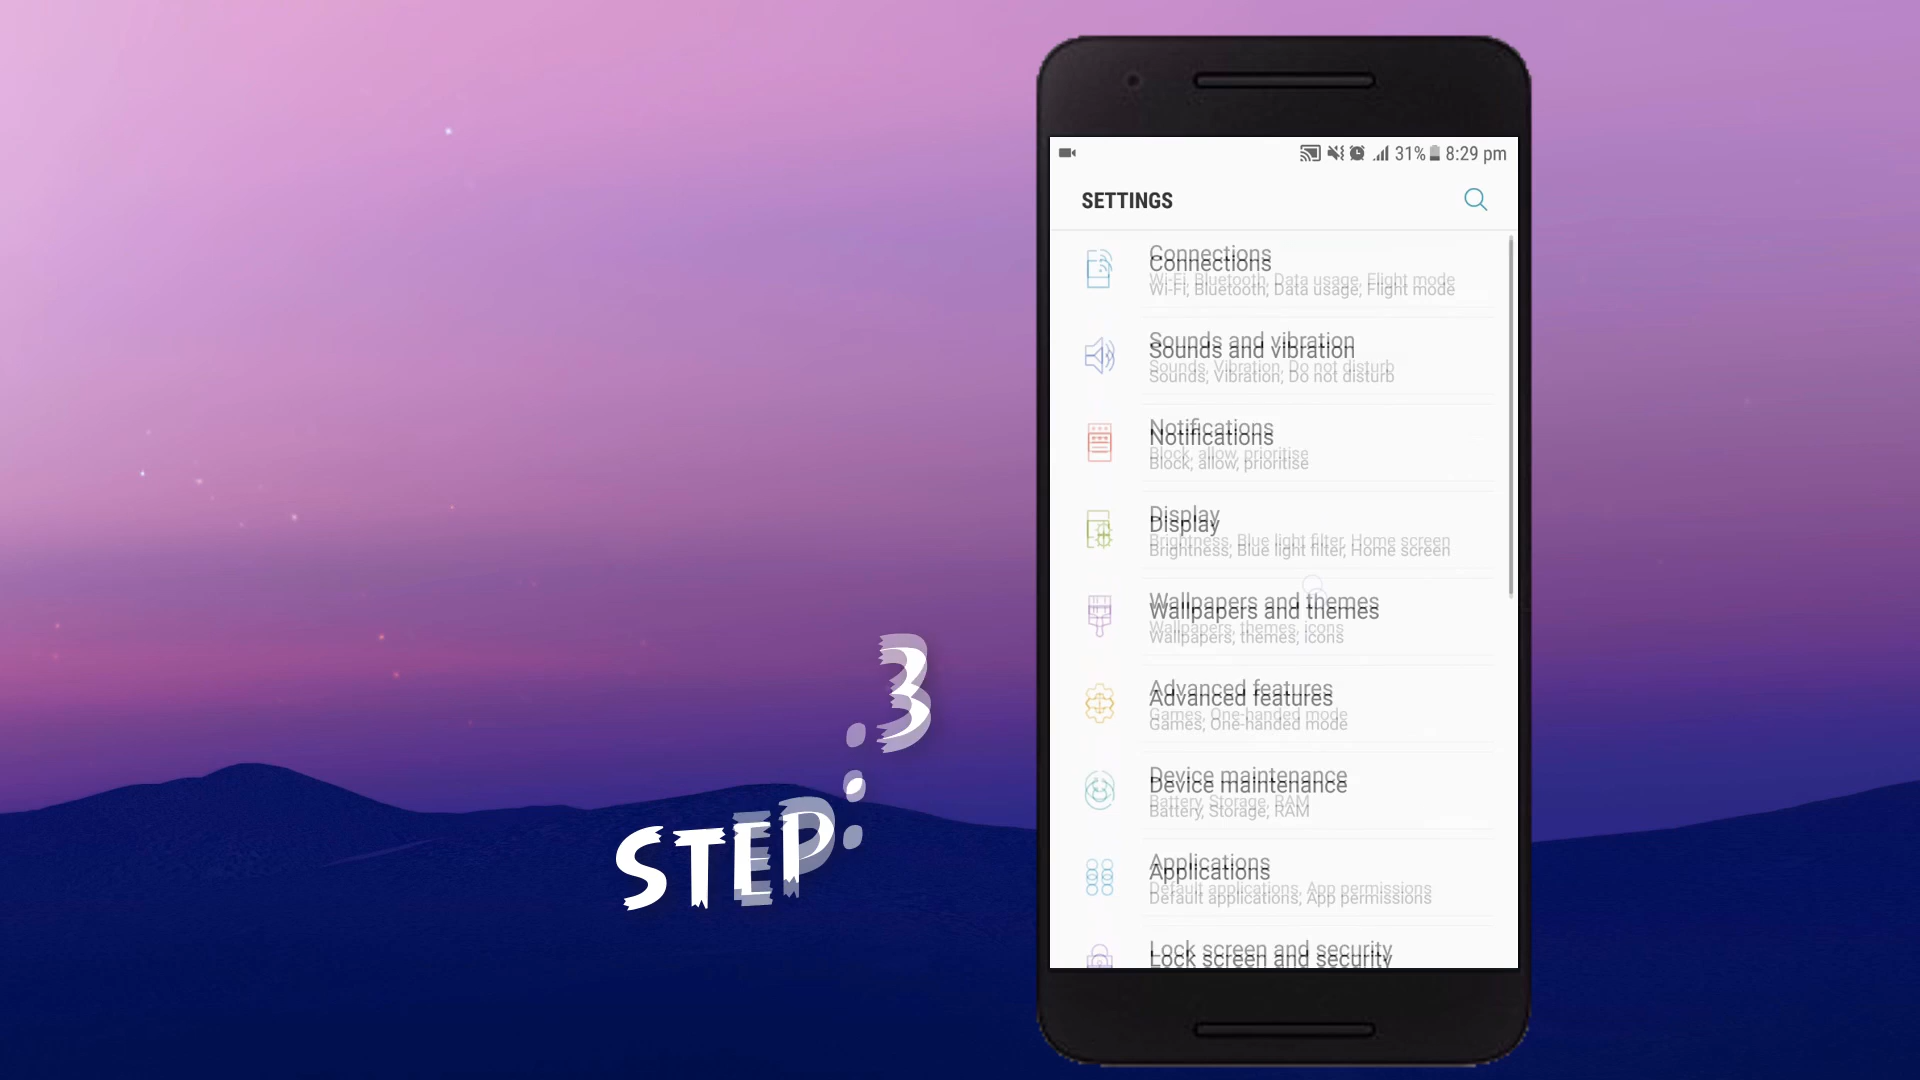 31% 8:29 pm
SETTINGS
Connections
Wi-Fi, Bluetooth, Data usage, Flight mode
Sounds and vibration
Sounds, Vibration, Do not disturb
Notifications
Block, allow, prioritise
Display
Brightness, Blue light filter, Home screen
Wallpapers and themes
Wallpapers, themes, icons
Advanced features
Games, One-handed mode
Device maintenance
Battery, Storage, RAM
Applications
Default applications, App permissions
Lock screen and security
STEP: 3